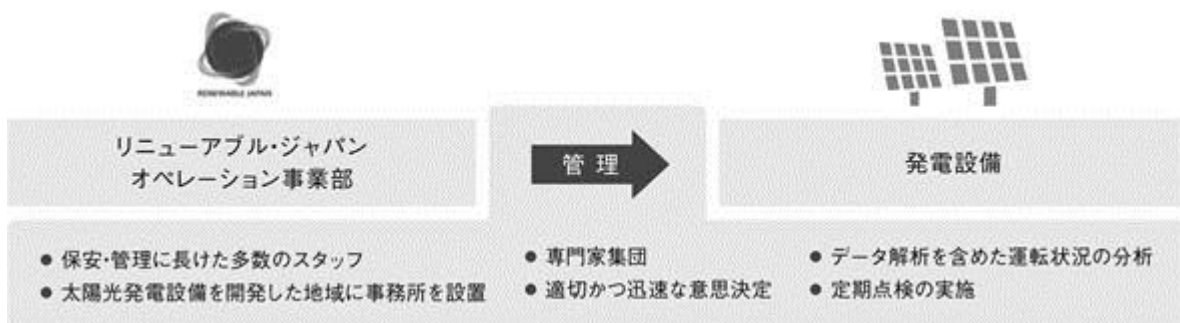 RENEWABLE JAPAN
リニューアブル・ジャパン
オペレーション事業部
管理
発電設備
● 保安・管理に長けた多数のスタッフ
● 太陽光発電設備を開発した地域に事務所を設置
● 専門家集団
● 適切かつ迅速な意思決定
● データ解析を含めた運転状況の分析
● 定期点検の実施